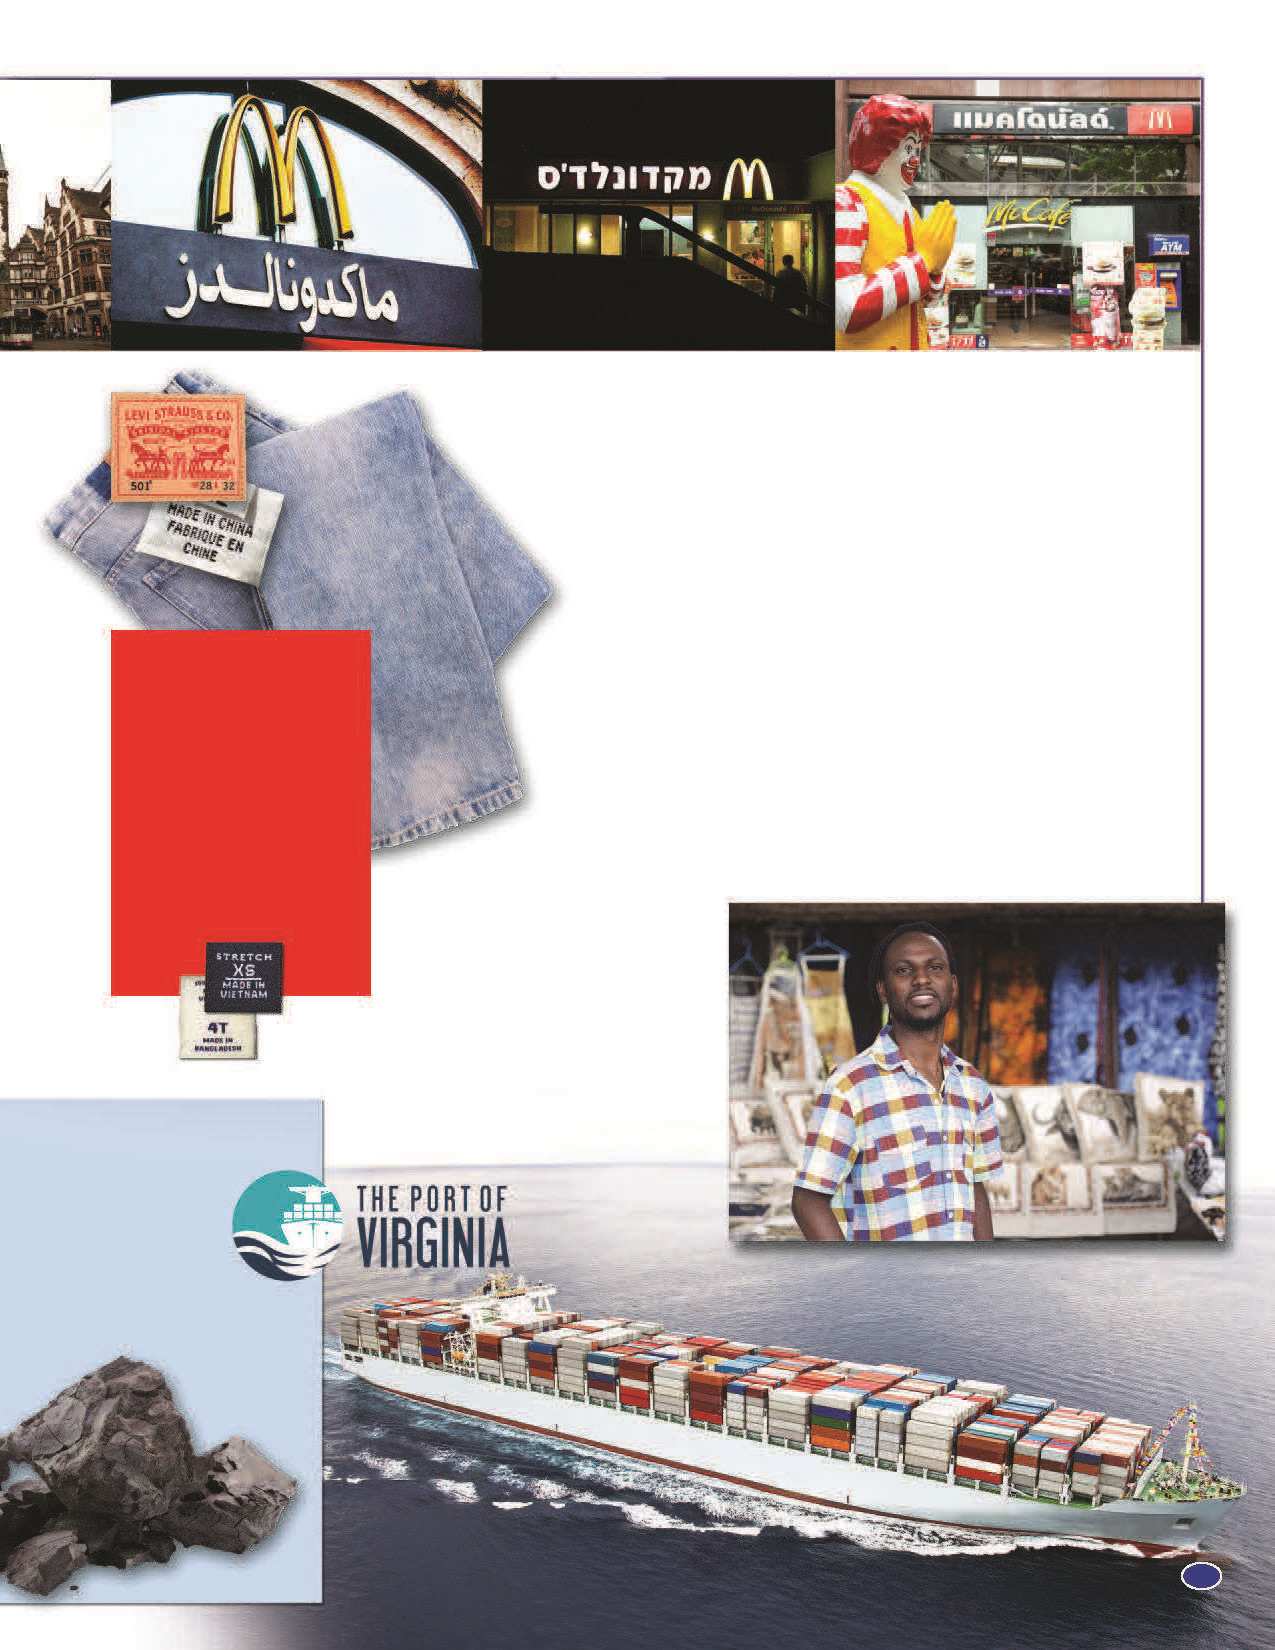 ماكدونالدز
מקדונלד'ס
แมคโดนัลด์
McCafé
ATM
LEVI STRAUSS & CO.
501
28 32
MADE IN CHINA
FABRIQUE EN
CHINE
STRETCH
XS
MADE IN
VIETNAM
4T
MADE IN
BANGLADESH
THE PORT OF
VIRGINIA